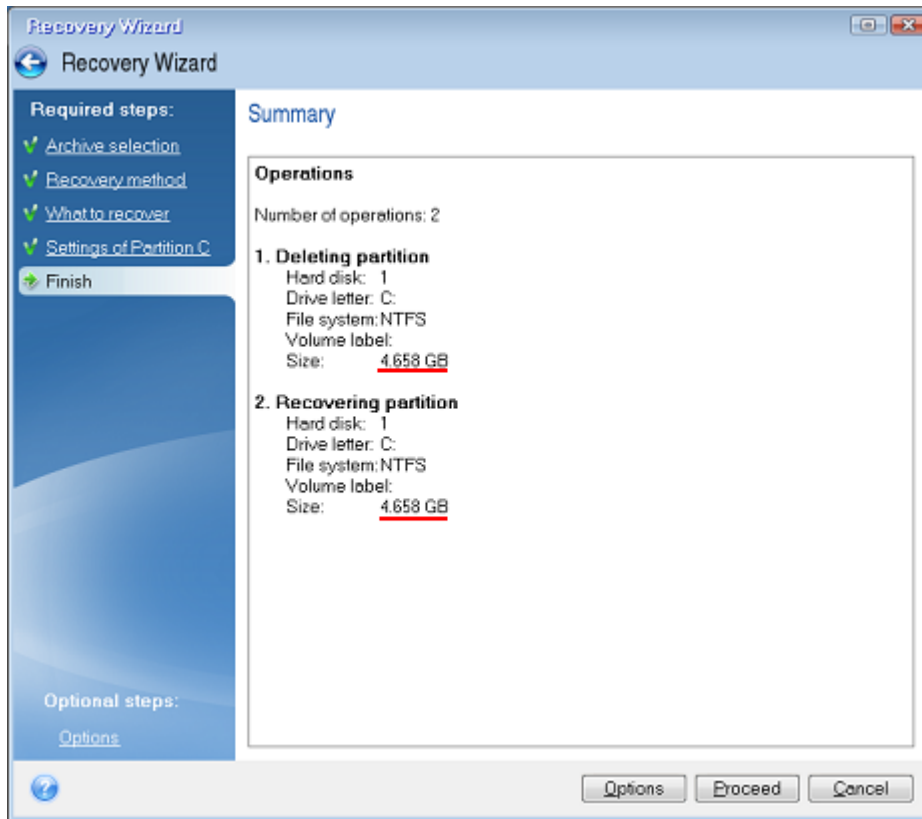 Recovery Wizard
Recovery Wizard
Required steps:
Archive selection
Recovery method
What to recover
Settings of Partition C
Finish
Optional steps:
Options
Summary
Operations
Number of operations: 2
1. Deleting partition
Hard disk: 1
Drive letter: C:
File system: NTFS
Volume label:
Size: 4.658 GB
2. Recovering partition
Hard disk: 1
Drive letter: C:
File system: NTFS
Volume label:
Size: 4.658 GB
Options
Proceed
Cancel